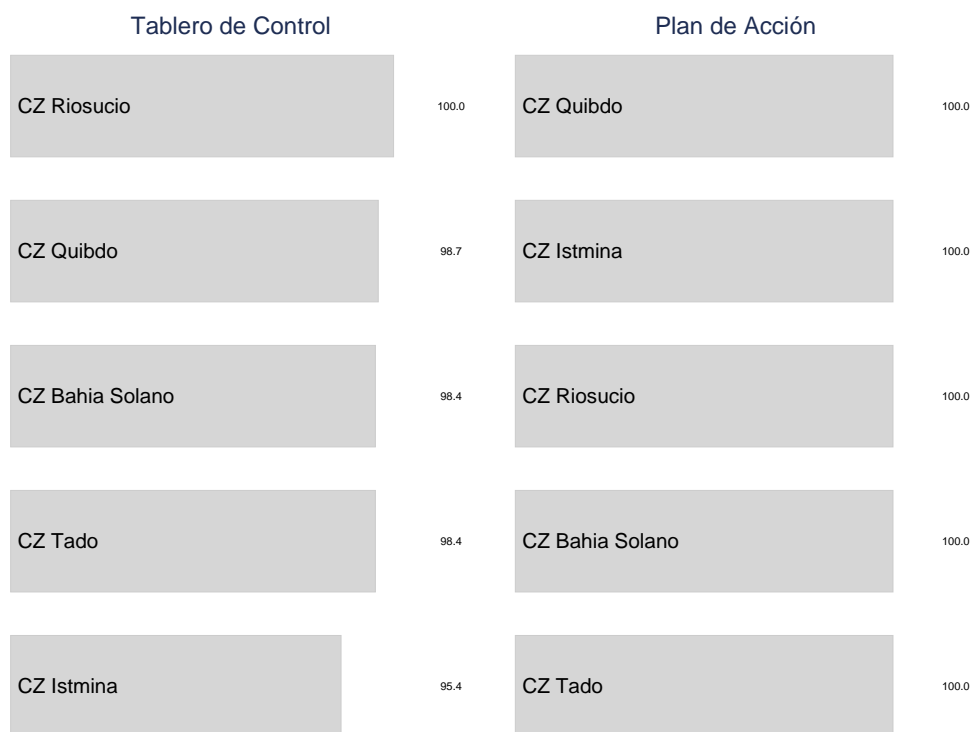 Tablero de Control
CZ Riosucio 100.0
CZ Quibdo 98.7
CZ Bahia Solano 98.4
CZ Tado 98.4
CZ Istmina 95.4
Plan de Acción
CZ Quibdo 100.0
CZ Istmina 100.0
CZ Riosucio 100.0
CZ Bahia Solano 100.0
CZ Tado 100.0